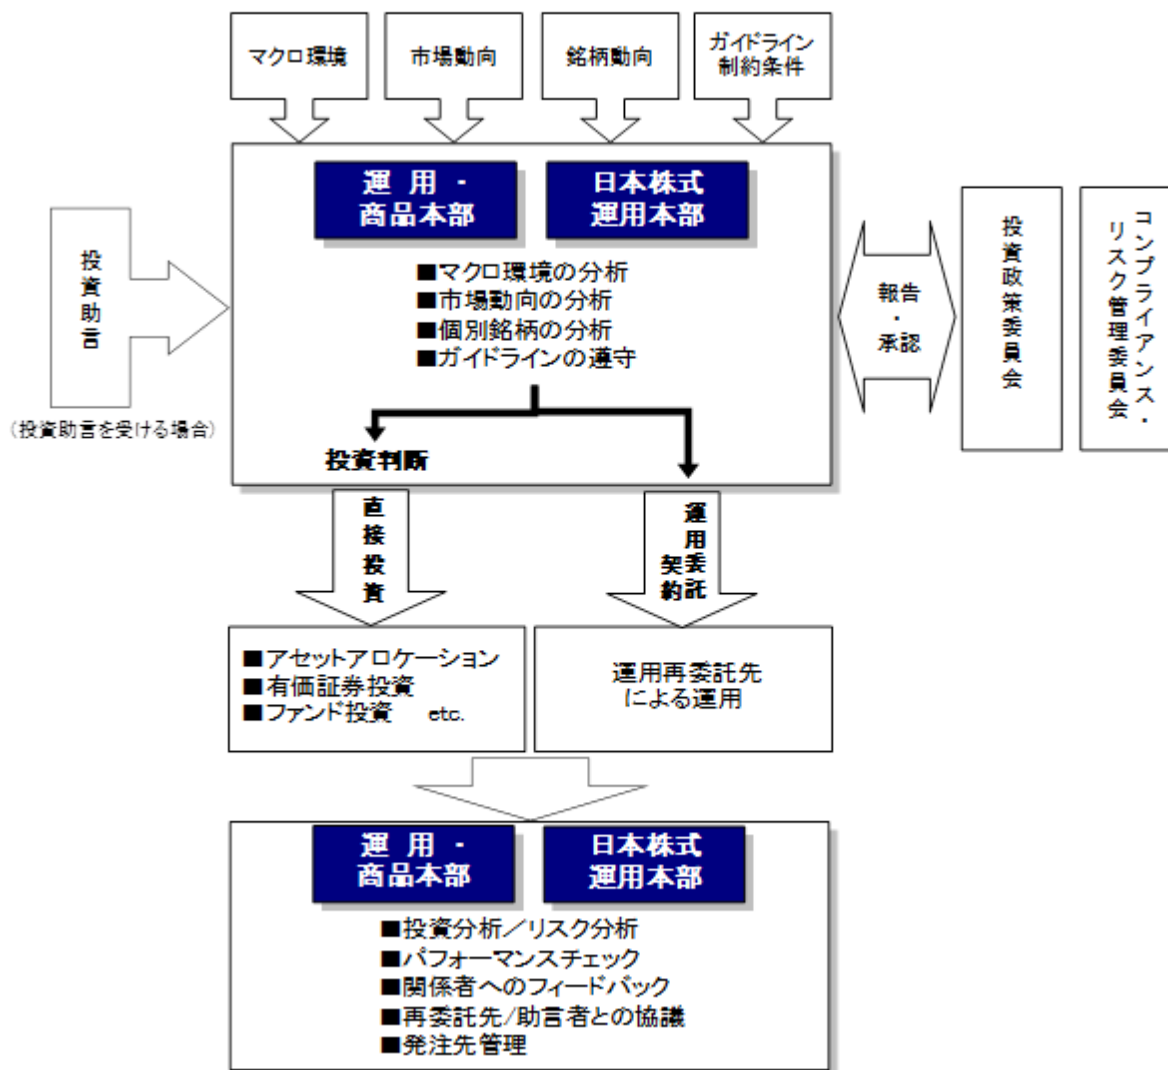 マクロ環境
市場動向
銘柄動向
ガイドライン
制約条件
運 用 -
商品本部
日本株式
運用本部
■マクロ環境の分析
■市場動向の分析
■個別銘柄の分析
■ガイドラインの遵守
投資助言
(投資助言を受ける場合)
報告
・
承認
投資政策委員会
コンプライアンス・
リスク管理委員会
投資判断
直接投資
運用委託
契約
■アセットアロケーション
■有価証券投資
■ファンド投資 etc.
運用再委託先
による運用
運 用 -
商品本部
日本株式
運用本部
■投資分析／リスク分析
■パフォーマンスチェック
■関係者へのフィードバック
■再委託先/助言者との協議
■発注先管理